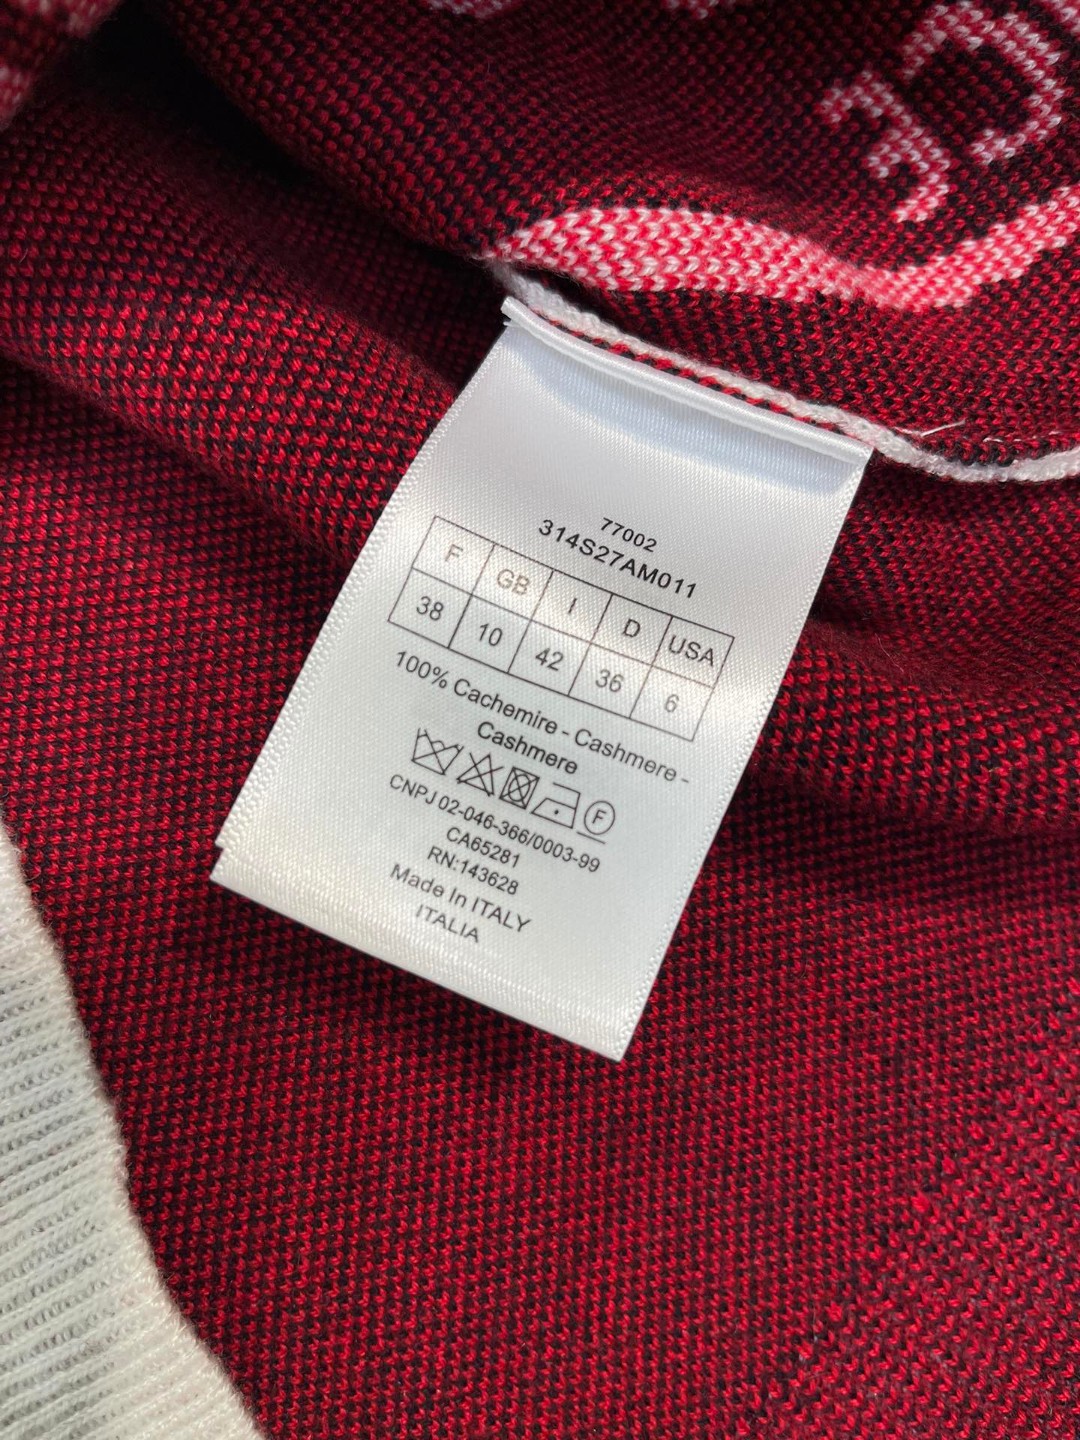 77002
314S27AM011
F GB I D USA
38 10 42 36 6
100% Cachemire - Cashmere -
Cashmere
F
CNPJ 02-046-366/0003-99
CA65281
RN:143628
Made In ITALY
ITALIA